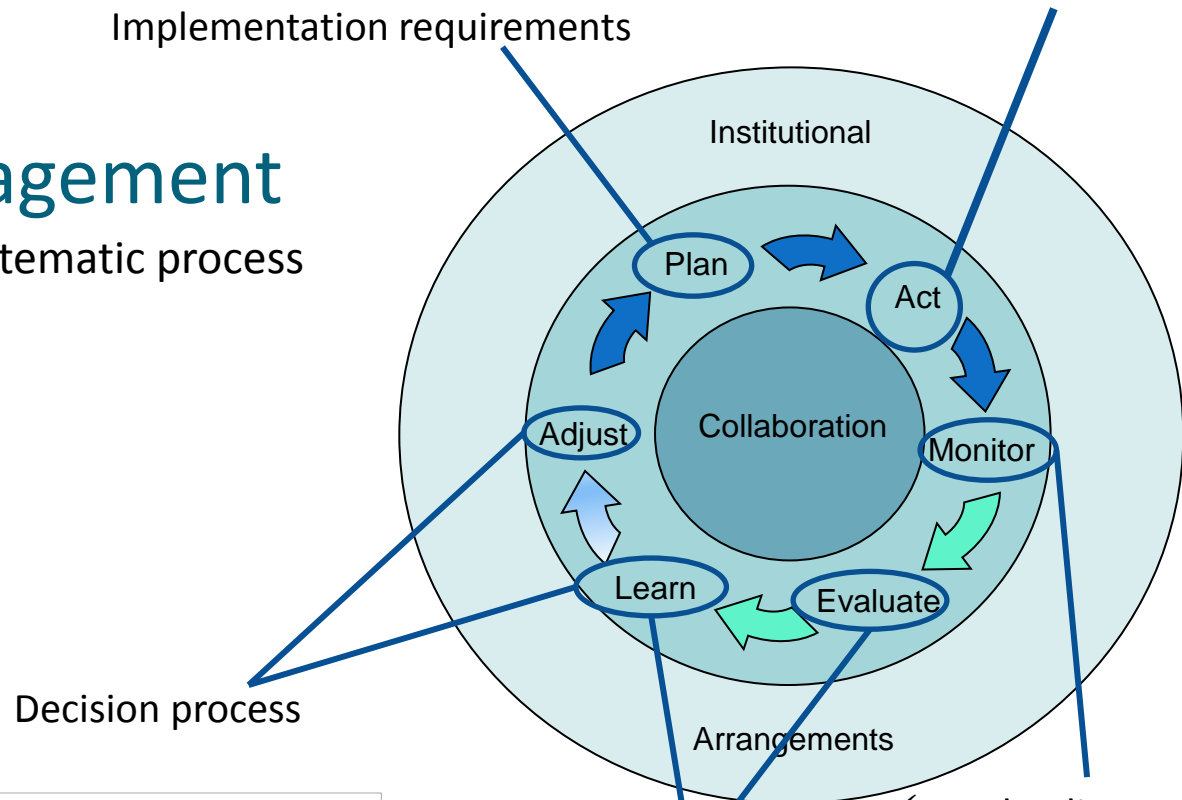 Implementation requirements
Institutional
agement
tematic process
Plan
Act
Collaboration
Adjust
Monitor
Learn
Evaluate
Decision process
Arrangements